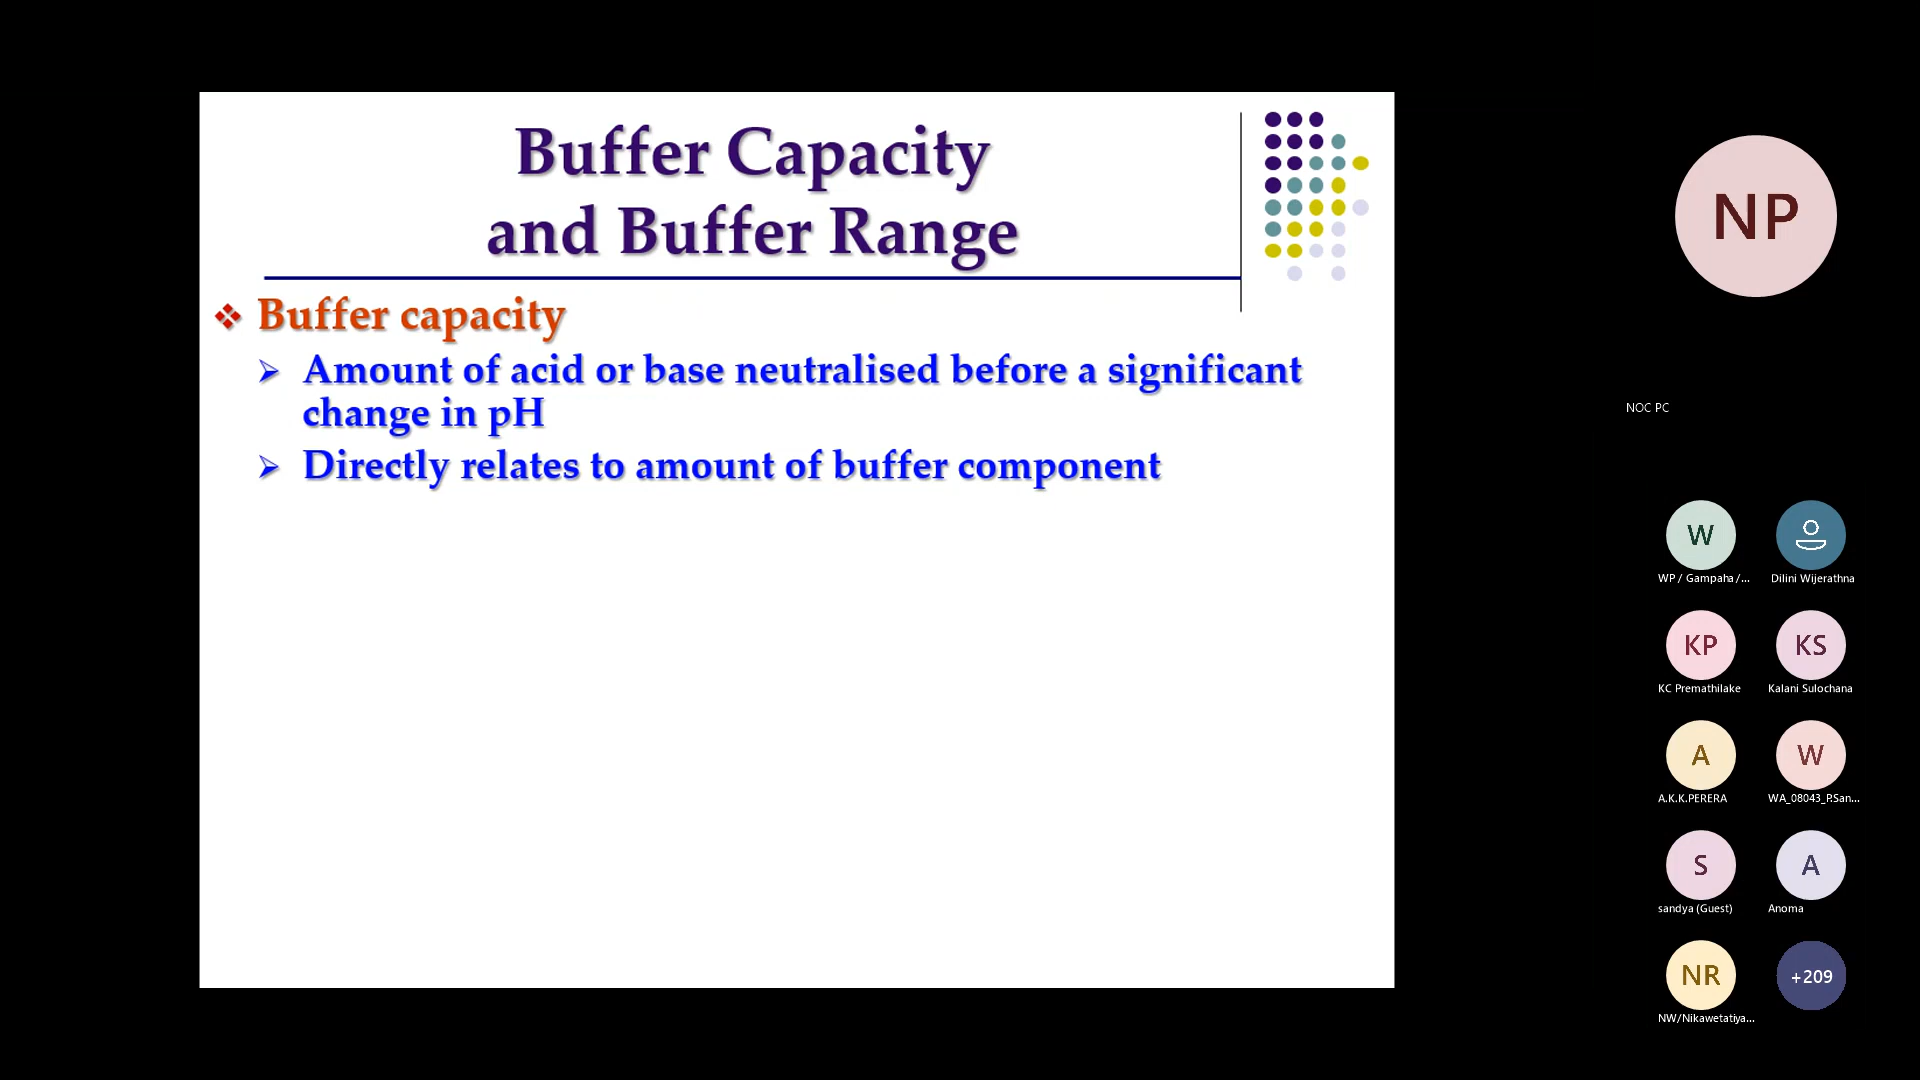 Buffer Capacity
and Buffer Range
❖ Buffer capacity
➢ Amount of acid or base neutralised before a significant
change in pH
➢ Directly relates to amount of buffer component
NP
NOC PC
W
WP / Gampaha /...
Dilini Wijerathna
KP
KC Premathilake
KS
Kalani Sulochana
A
A.K.K.PERERA
W
WA_08043_P.San...
S
sandya (Guest)
A
Anoma
NR
NW/Nikawetatiya...
+209